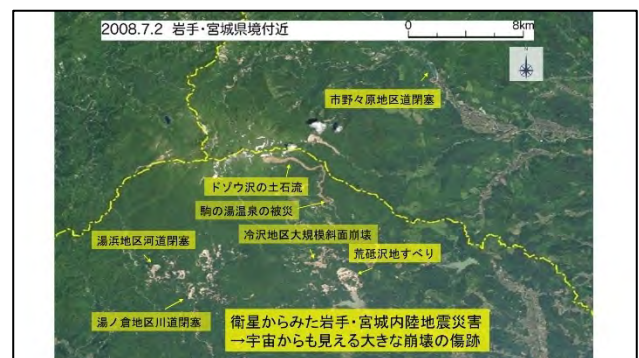 2008.7.2 岩手・宮城県境付近
0 8km
市野々原地区道閉塞
ドゾウ沢の土石流
駒の湯温泉の被災
冷沢地区大規模斜面崩壊
湯浜地区河道閉塞
荒砥沢地すべり
湯ノ倉地区川道閉塞
衛星からみた岩手・宮城内陸地震災害
→宇宙からも見える大きな崩壊の傷跡